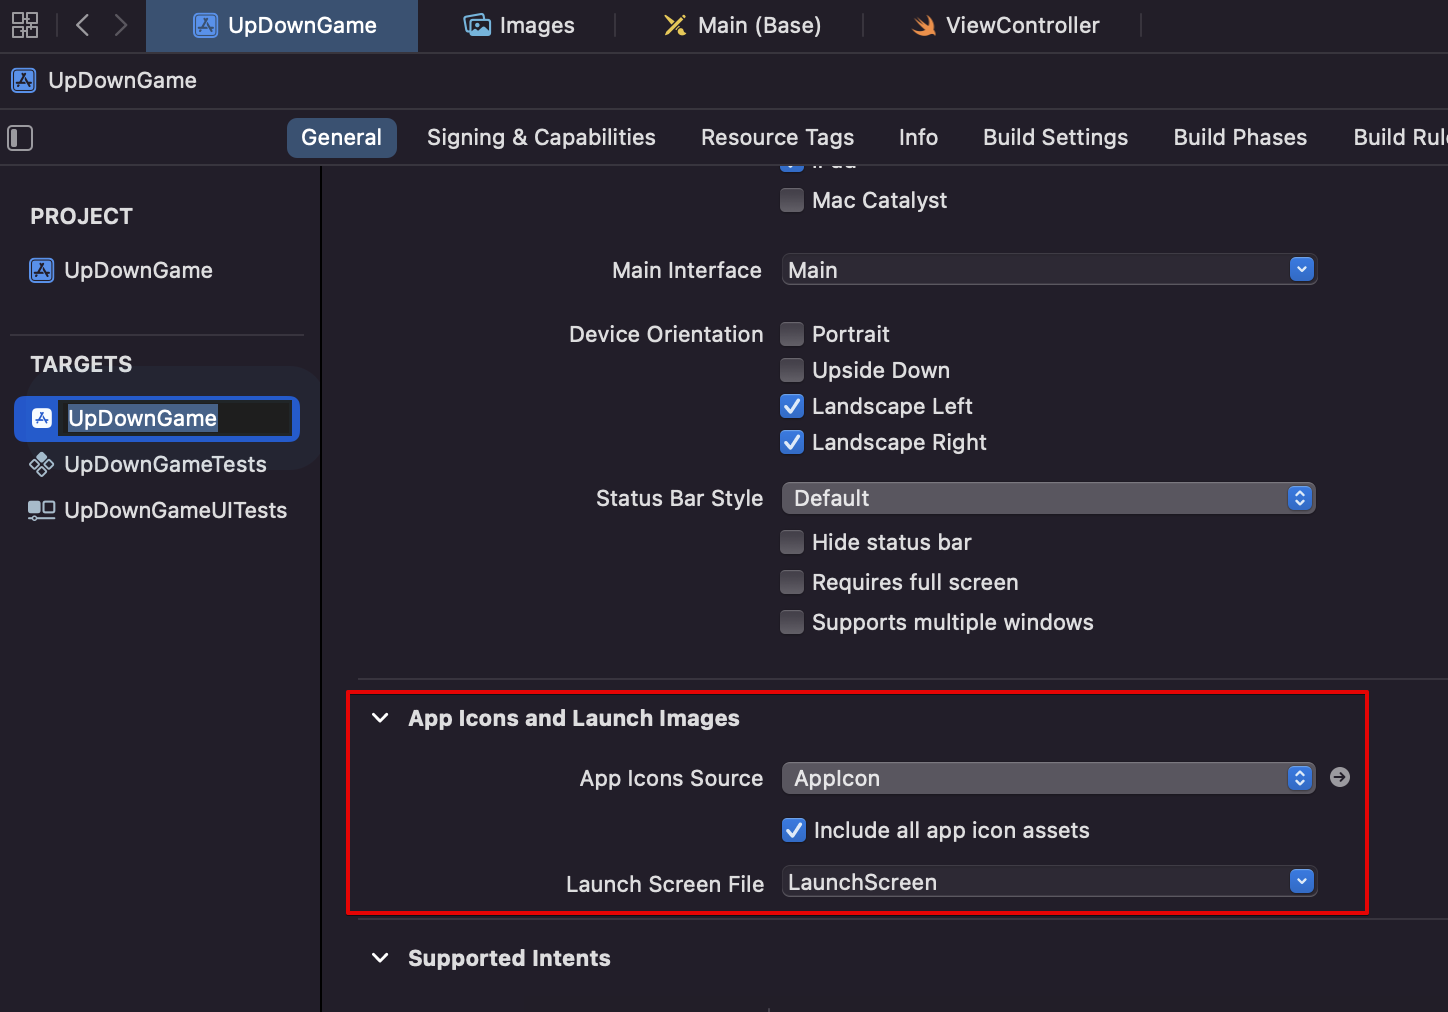 UpDownGame
Images
Main (Base)
ViewController
UpDownGame
General
Signing & Capabilities
Resource Tags
Info
Build Settings
Build Phases
PROJECT
UpDownGame
TARGETS
UpDownGame
UpDownGameTests
UpDownGameUITests
Mac Catalyst
Main Interface
Main
Device Orientation
Portrait
Upside Down
Landscape Left
Landscape Right
Status Bar Style
Default
Hide status bar
Requires full screen
Supports multiple windows
App Icons and Launch Images
App Icons Source
AppIcon
Include all app icon assets
Launch Screen File
LaunchScreen
Supported Intents